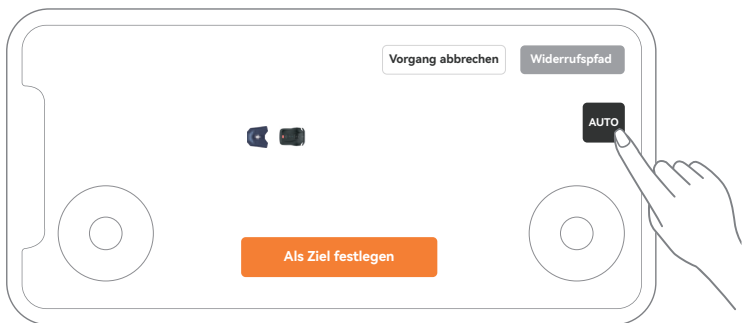 Vorgang abbrechen
Widerrufspfad
AUTO
Als Ziel festlegen